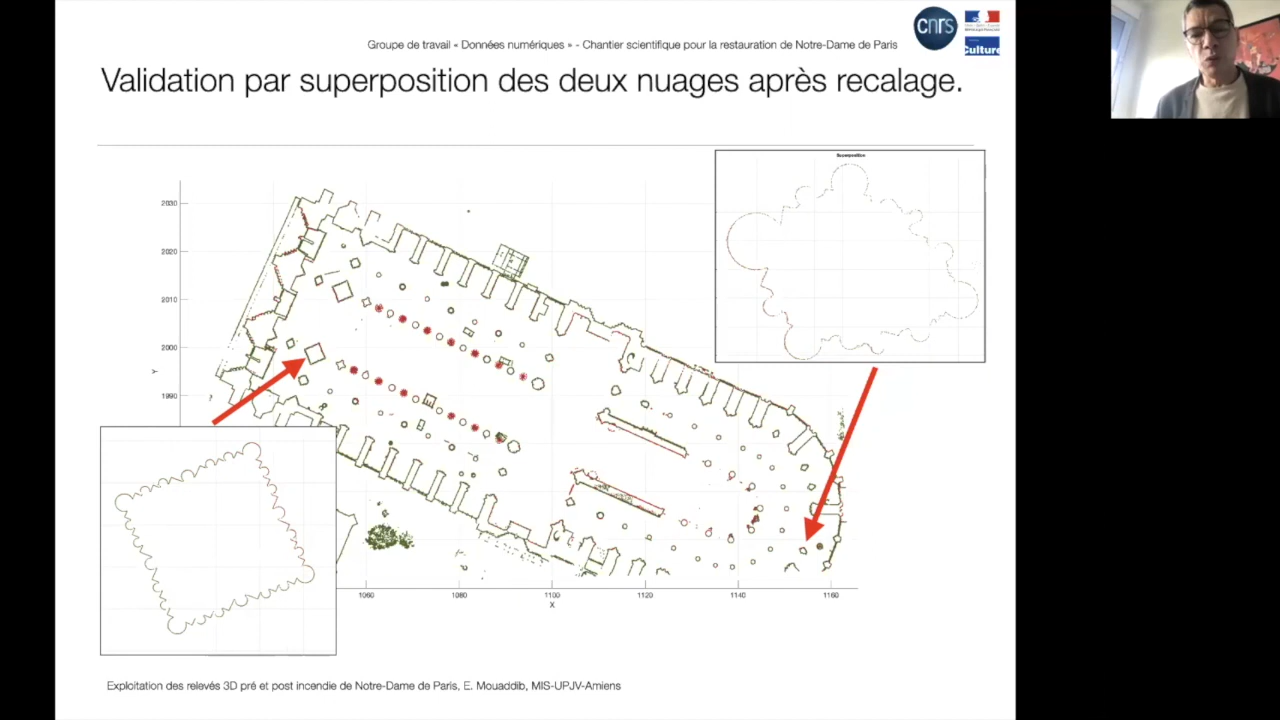 cnrs
Culture
Groupe de travail « Données numériques » - Chantier scientifique pour la restauration de Notre-Dame de Paris
Validation par superposition des deux nuages après recalage.
Superposition
2030
2020
2010
2000
1990
Y
1060
1080
1100
1120
1140
1160
X
Exploitation des relevés 3D pré et post incendie de Notre-Dame de Paris, E. Mouaddib, MIS-UPJV-Amiens